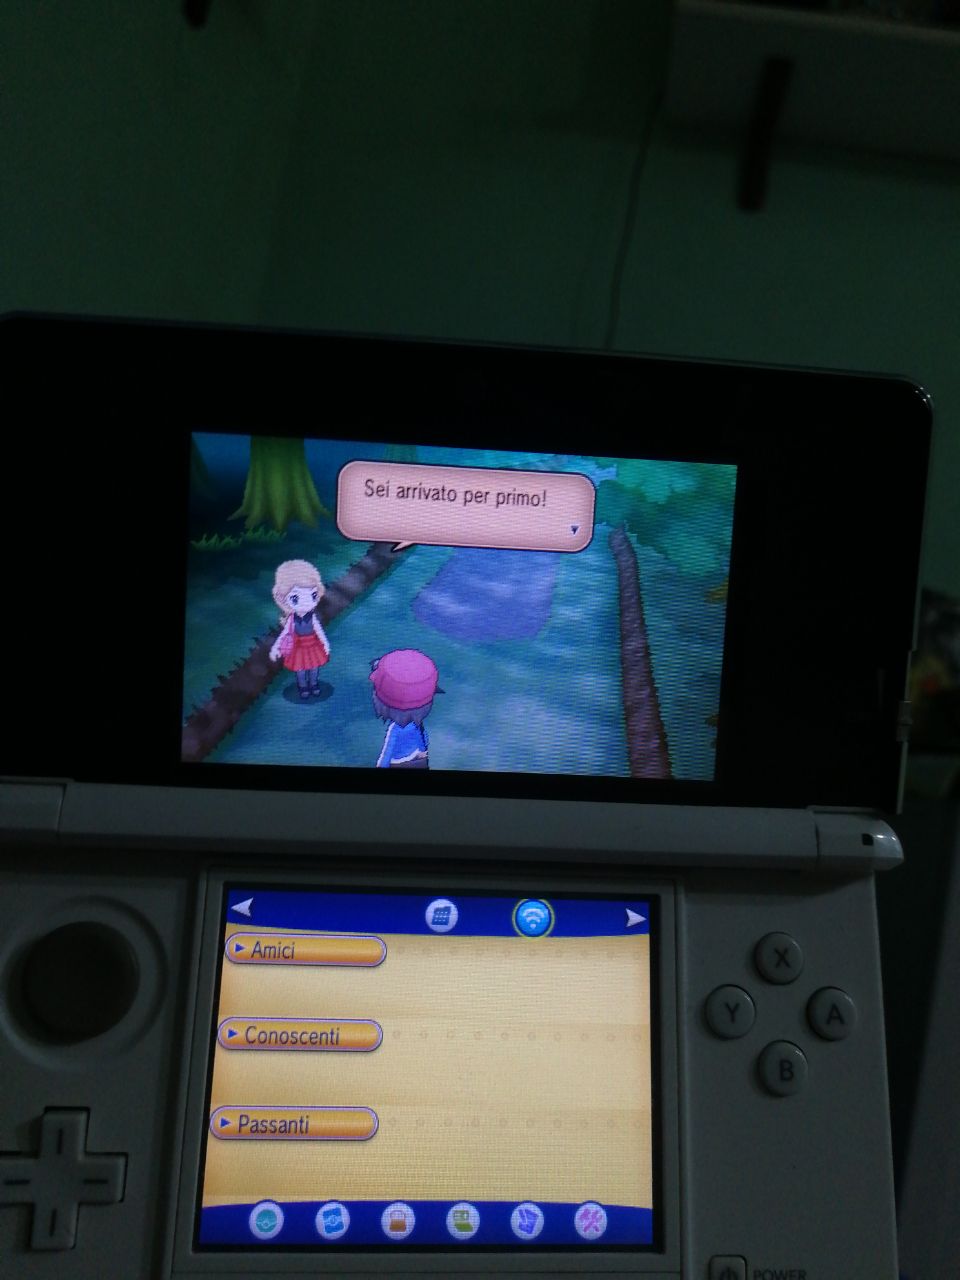 Sei arrivato per primo!
Amici
Conoscenti
Passanti
X
Y
A
B
POWER